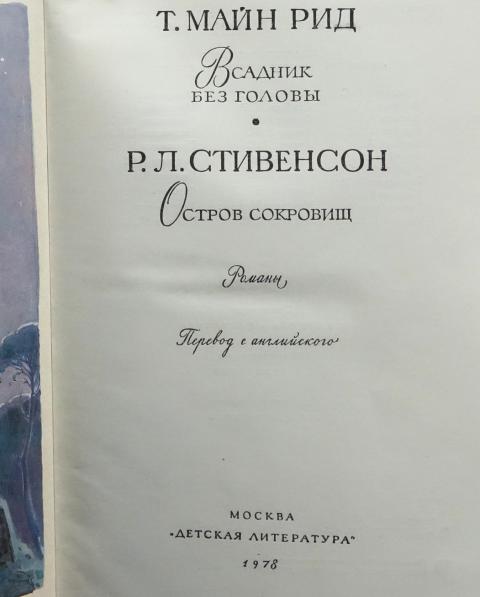 Т. МАЙН РИД
ВСАДНИК
БЕЗ ГОЛОВЫ
•
Р. Л. СТИВЕНСОН
ОСТРОВ СОКРОВИЩ
Романы
Перевод с английского
МОСКВА
"ДЕТСКАЯ ЛИТЕРАТУРА"
1978